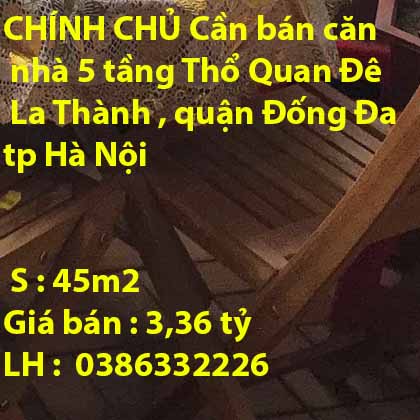 CHÍNH CHỦ Cần bán căn
nhà 5 tầng Thổ Quan Đê
La Thành , quận Đống Đa
tp Hà Nội
S : 45m2
Giá bán : 3,36 tỷ
LH : 0386332226